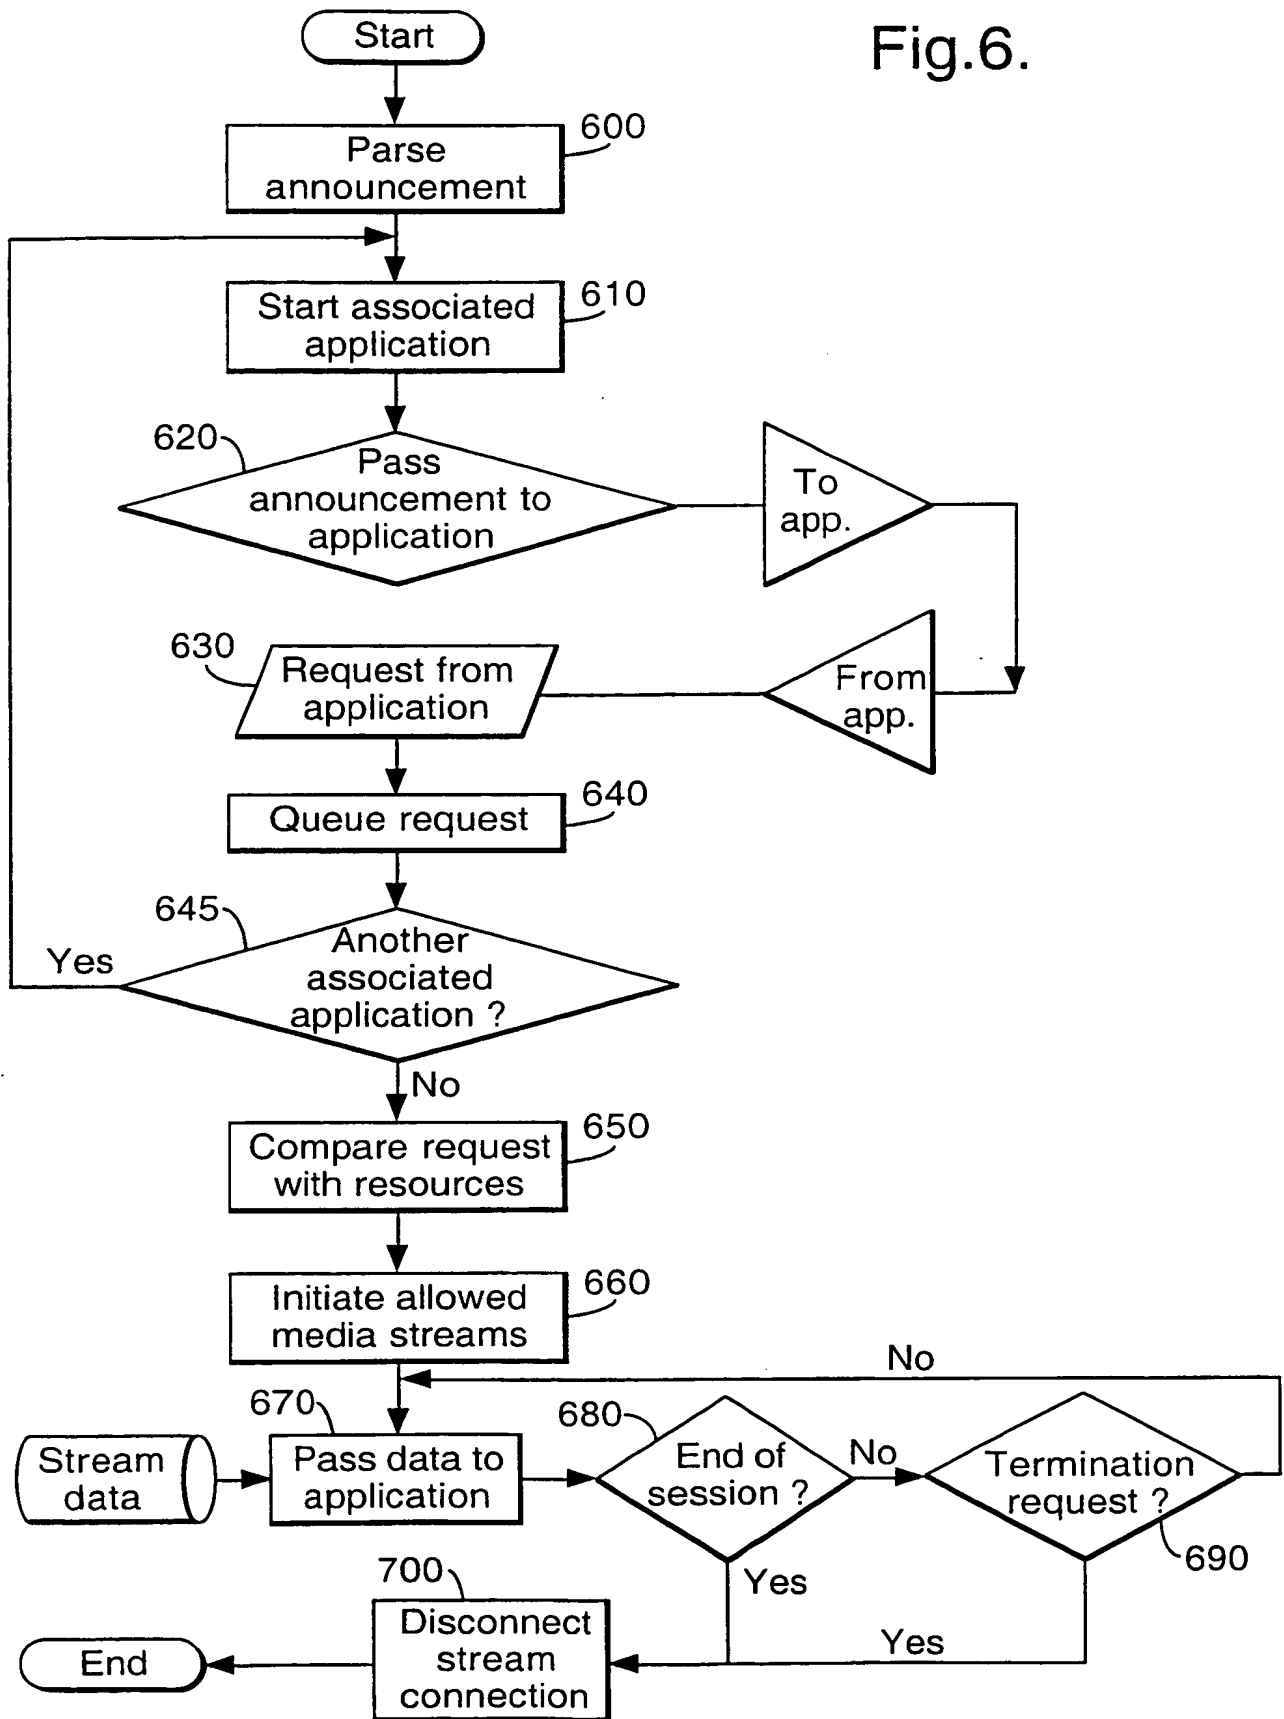 Fig.6.
Start
600
Parse
announcement
610
Start associated
application
620
Pass
announcement to
application
To
app.
630
Request from
application
From
app.
640
Queue request
645
Another
associated
application ?
Yes
No
650
Compare request
with resources
660
Initiate allowed
media streams
No
670
Stream
data
Pass data to
application
680
End of
session ?
No
Termination
request ?
690
Yes
Yes
700
Disconnect
stream
connection
End